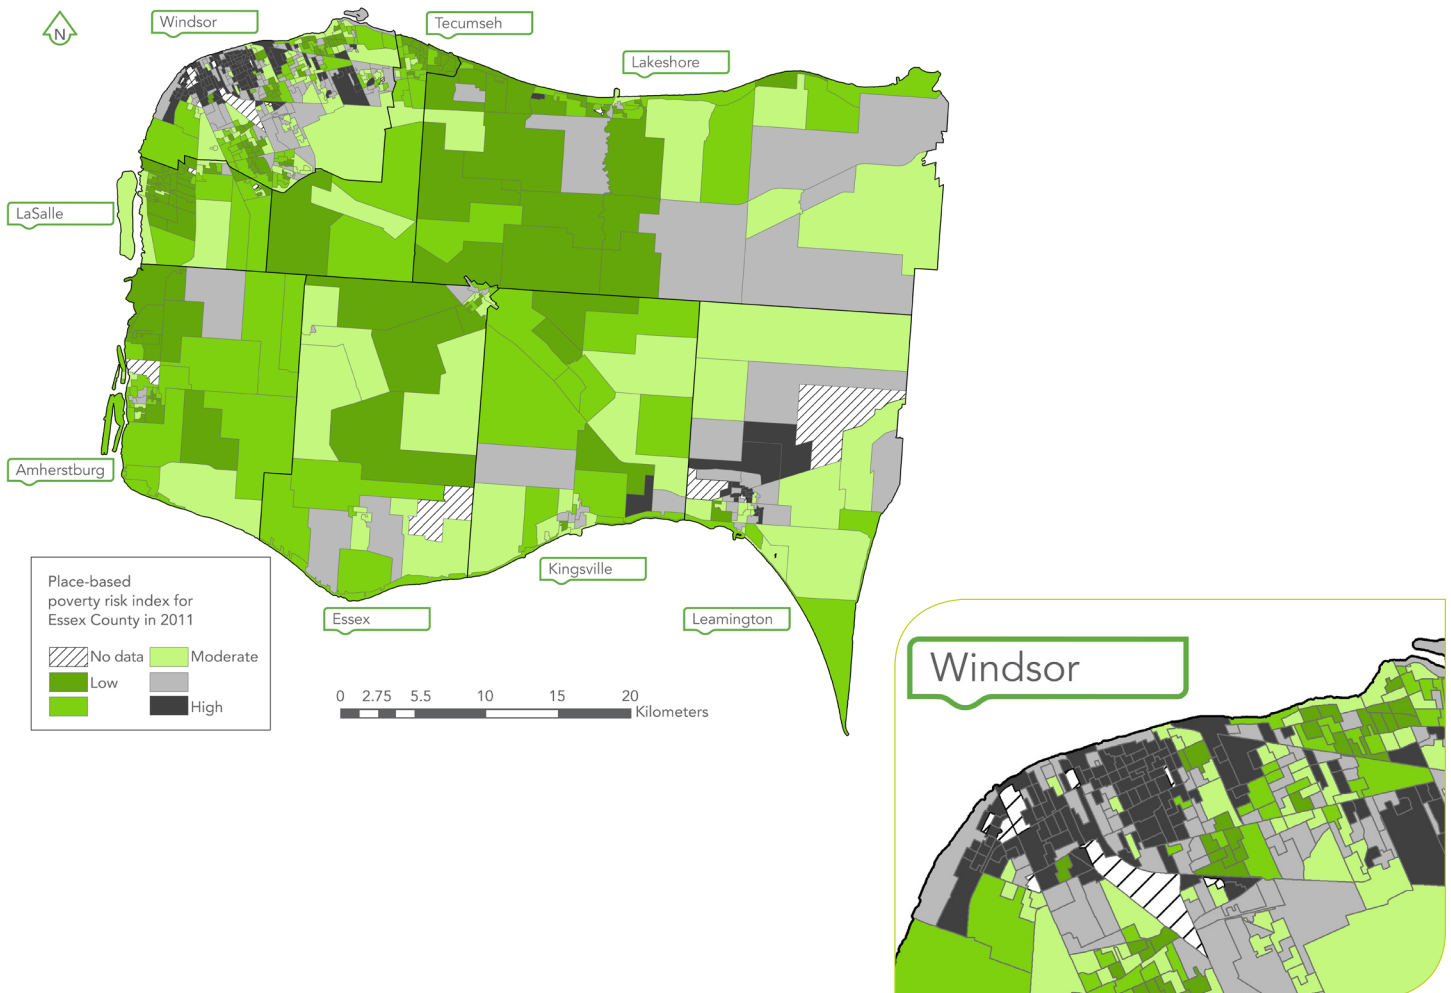 N
Windsor
Tecumseh
Lakeshore
LaSalle
Amherstburg
Kingsville
Essex
Leamington
Place-based
poverty risk index for
Essex County in 2011
No data
Moderate
Low
High
0 2.75 5.5 10 15 20
Kilometers
Windsor